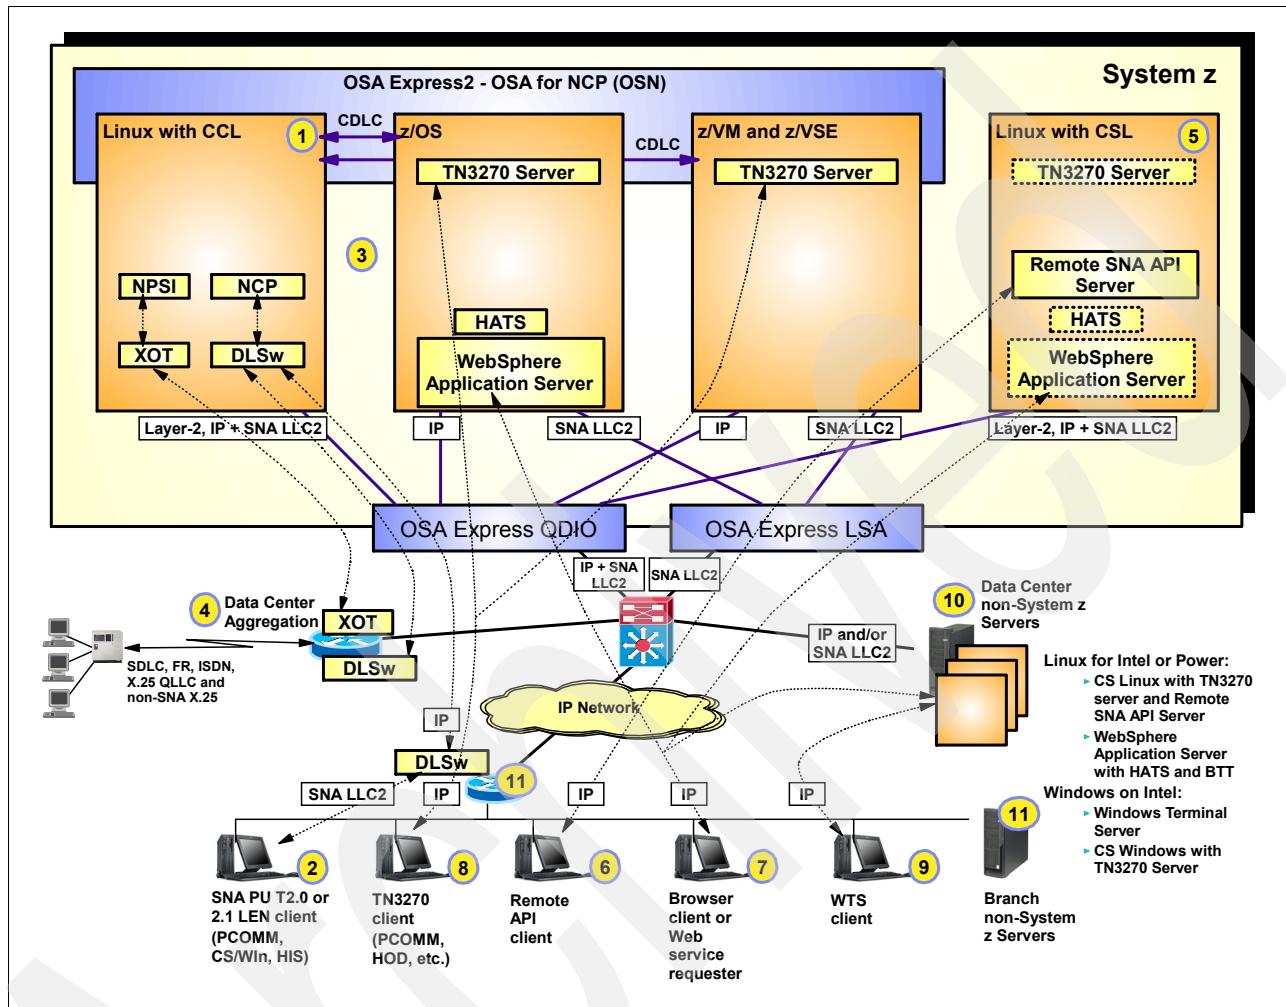 System z
OSA Express2 - OSA for NCP (OSN)
Linux with CCL
1
CDLC
z/OS
CDLC
z/VM and z/VSE
Linux with CSL
5
TN3270 Server
TN3270 Server
TN3270 Server
3
NPSI
NCP
XOT
DLSw
HATS
WebSphere
Application Server
Remote SNA API
Server
HATS
WebSphere
Application Server
Layer-2, IP + SNA LLC2
IP
SNA LLC2
IP
SNA LLC2
Layer-2, IP + SNA LLC2
OSA Express QDIO
OSA Express LSA
IP + SNA
LLC2
SNA LLC2
4
Data Center
Aggregation
XOT
DLSw
SDLC, FR, ISDN,
X.25 QLLC and
non-SNA X.25
IP and/or
SNA LLC2
10
Data Center
non-System z
Servers
Linux for Intel or Power:
CS Linux with TN3270
server and Remote
SNA API Server
WebSphere
Application Server
with HATS and BTT
Windows on Intel:
Windows Terminal
Server
CS Windows with
TN3270 Server
IP Network
IP
DLSw
11
SNA LLC2
IP
IP
IP
IP
2
8
6
7
9
11
SNA PU T2.0 or
2.1 LEN client
(PCOMM,
CS/WIn, HIS)
TN3270
client
(PCOMM,
HOD, etc.)
Remote
API
client
Browser
client or
Web
service
requester
WTS
client
Branch
non-System
z Servers
Archived